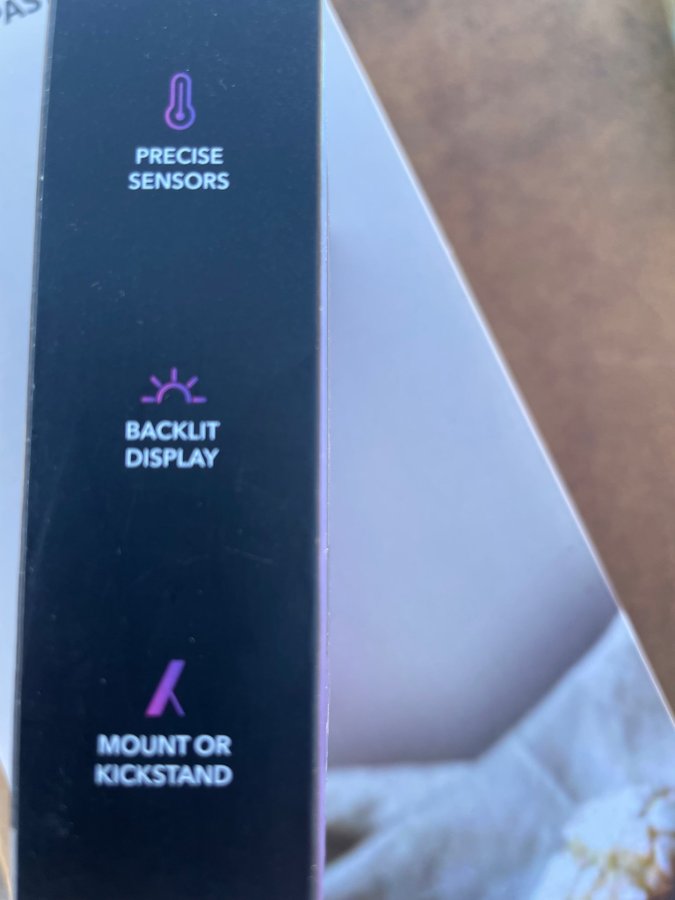 PRECISE
SENSORS
BACKLIT
DISPLAY
MOUNT OR
KICKSTAND